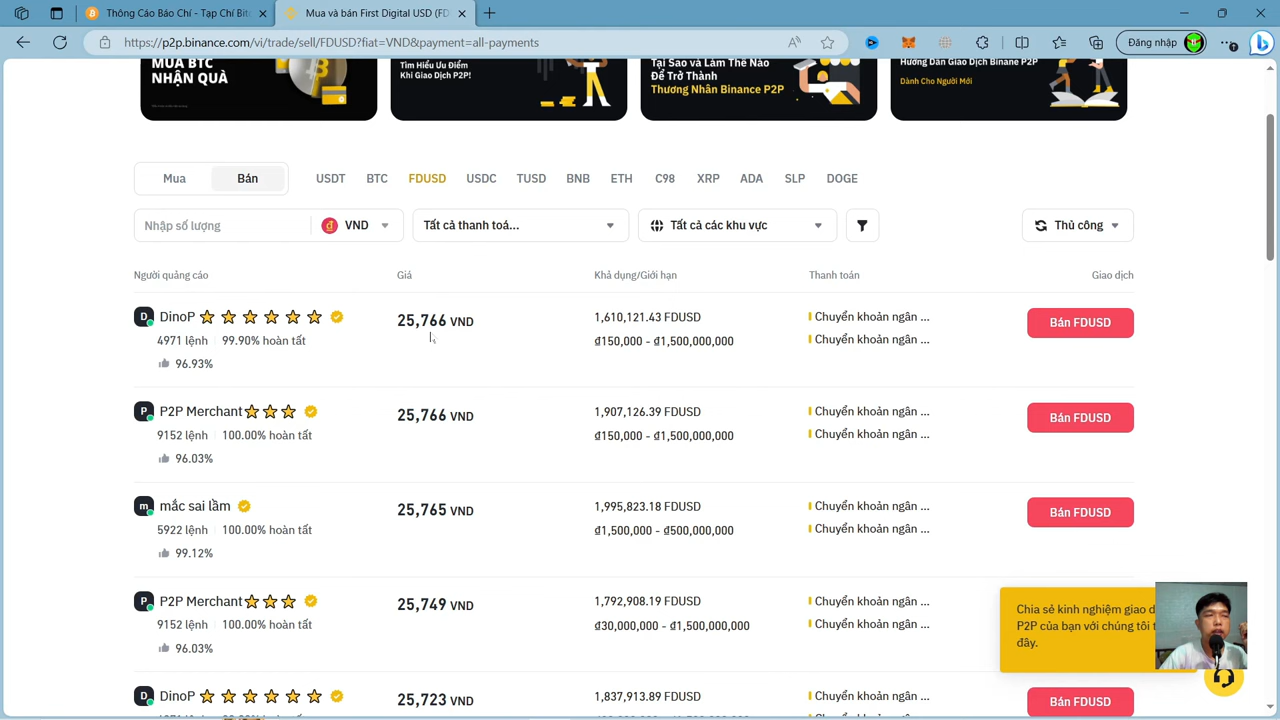 Thông Cáo Báo Chí - Tạp Chí Bit
Mua và bán First Digital USD (FD
https://p2p.binance.com/vi/trade/sell/FDUSD?fiat=VND&payment=all-payments
Đăng nhập
MUA BTC
NHẬN QUÀ
Tìm Hiểu Ưu Điểm
Khi Giao Dịch P2P!
Tại Sao và Làm Thế Nào
Để Trở Thành
Thương Nhân Binance P2P
Hướng Dẫn Giao Dịch Binane P2P
Dành Cho Người Mới
Mua Bán USDT BTC FDUSD USDC TUSD BNB ETH C98 XRP ADA SLP DOGE
Nhập số lượng đ VND Tất cả thanh toá... Tất cả các khu vực Thủ công
Người quảng cáo Giá Khả dụng/Giới hạn Thanh toán Giao dịch
D DinoP 25,766 VND 1,610,121.43 FDUSD Chuyển khoản ngân ... Bán FDUSD
4971 lệnh 99.90% hoàn tất ₫150,000 - ₫1,500,000,000 Chuyển khoản ngân ...
96.93%
P P2P Merchant 25,766 VND 1,907,126.39 FDUSD Chuyển khoản ngân ... Bán FDUSD
9152 lệnh 100.00% hoàn tất ₫150,000 - ₫1,500,000,000 Chuyển khoản ngân ...
96.03%
m mắc sai lầm 25,765 VND 1,995,823.18 FDUSD Chuyển khoản ngân ... Bán FDUSD
5922 lệnh 100.00% hoàn tất ₫1,500,000 - ₫500,000,000 Chuyển khoản ngân ...
99.12%
P P2P Merchant 25,749 VND 1,792,908.19 FDUSD Chuyển khoản ngân ...
9152 lệnh 100.00% hoàn tất ₫30,000,000 - ₫1,500,000,000 Chuyển khoản ngân ...
96.03%
Chia sẻ kinh nghiệm giao d
P2P của bạn với chúng tôi t
đây.
D DinoP 25,723 VND 1,837,913.89 FDUSD Chuyển khoản ngân ... Bán FDUSD